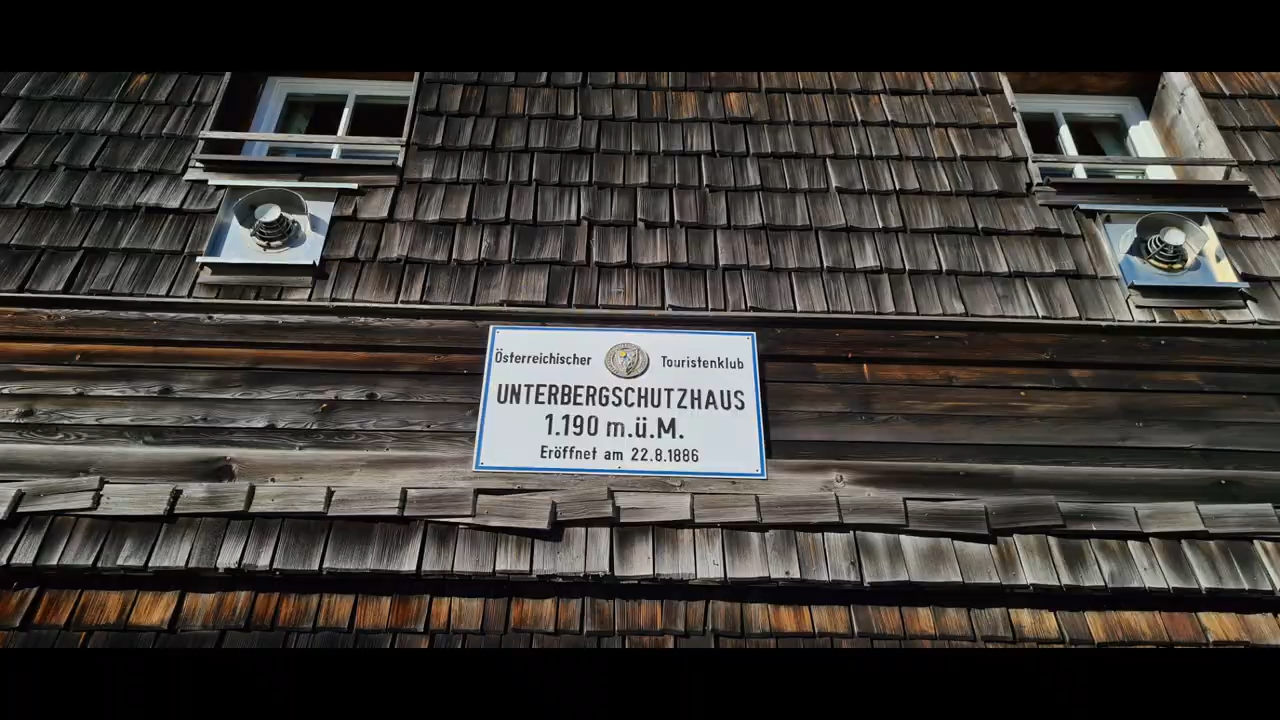 Österreichischer Touristenklub
UNTERBERGSCHUTZHAUS
1.190 m.ü.M.
Eröffnet am 22.8.1886